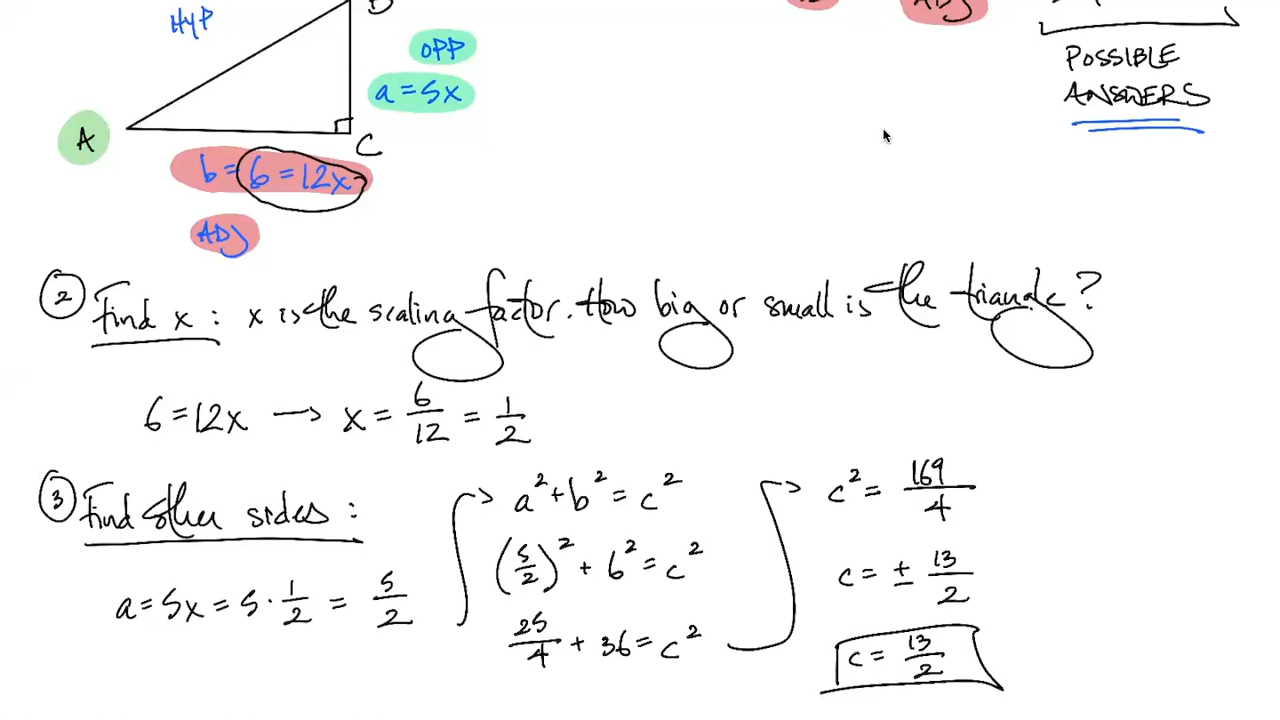 HYP
OPP
a = 5x
A
C
b = 6 = 12x
ADJ
ADJ
POSSIBLE
ANSWERS
② Find x : x is the scaling factor. How big or small is the triangle?
6 = 12x → x = 6/12 = 1/2
③ Find other sides :
a = 5x = 5 · 1/2 = 5/2
a² + b² = c²
(5/2)² + 6² = c²
25/4 + 36 = c²
c² = 169/4
c = ± 13/2
c = 13/2